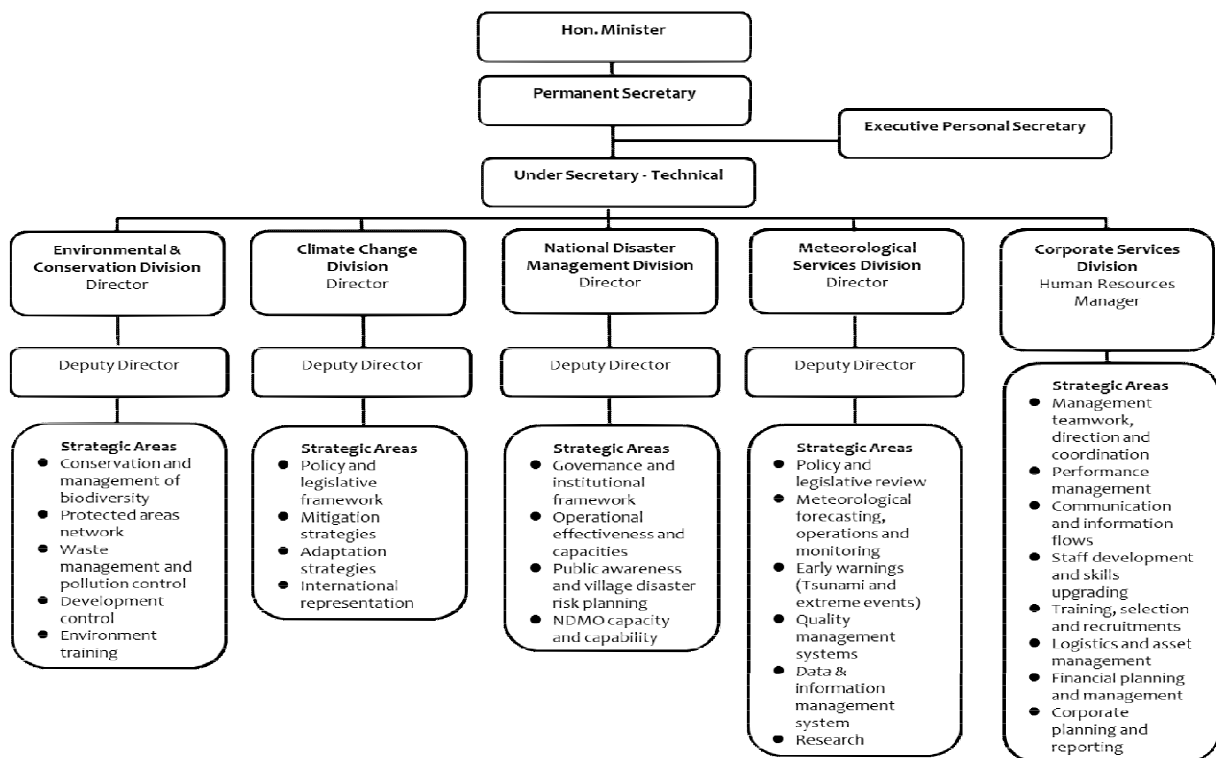 Hon. Minister
Permanent Secretary
Executive Personal Secretary
Under Secretary - Technical
Environmental &
Conservation Division
Director
Climate Change
Division
Director
National Disaster
Management Division
Director
Meteorological
Services Division
Director
Corporate Services
Division
Human Resources
Manager
Deputy Director
Deputy Director
Deputy Director
Deputy Director
Strategic Areas
● Conservation and
management of
biodiversity
● Protected areas
network
● Waste
management and
pollution control
● Development
control
● Environment
training
Strategic Areas
● Policy and
legislative
framework
● Mitigation
strategies
● Adaptation
strategies
● International
representation
Strategic Areas
● Governance and
institutional
framework
● Operational
effectiveness and
capacities
● Public awareness
and village disaster
risk planning
● NDMO capacity
and capability
Strategic Areas
● Policy and
legislative review
● Meteorological
forecasting,
operations and
monitoring
● Early warnings
(Tsunami and
extreme events)
● Quality
management
systems
● Data &
information
management
system
● Research
Strategic Areas
● Management
teamwork,
direction and
coordination
● Performance
management
● Communication
and information
flows
● Staff development
and skills
upgrading
● Training, selection
and recruitments
● Logistics and asset
management
● Financial planning
and management
● Corporate
planning and
reporting